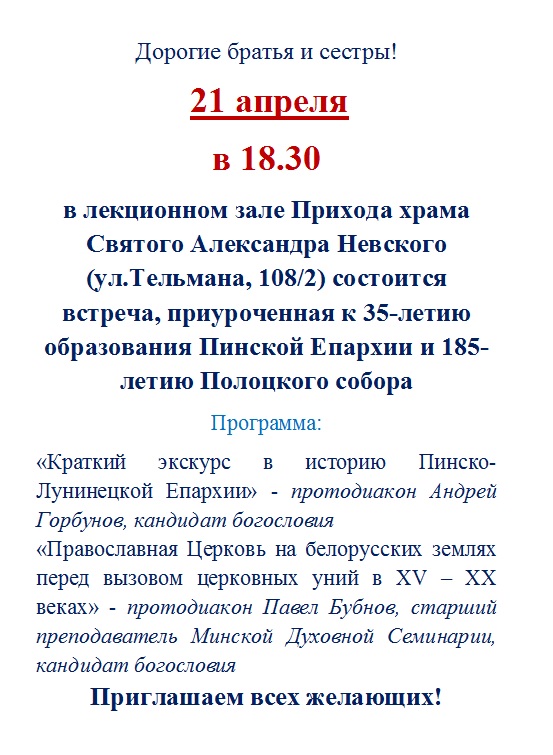 Дорогие братья и сестры!
21 апреля
в 18.30
в лекционном зале Прихода храма
Святого Александра Невского
(ул.Тельмана, 108/2) состоится
встреча, приуроченная к 35-летию
образования Пинской Епархии и 185-
летию Полоцкого собора
Программа:
«Краткий экскурс в историю Пинско-
Лунинецкой Епархии» - протодиакон Андрей
Горбунов, кандидат богословия
«Православная Церковь на белорусских землях
перед вызовом церковных уний в XV – XX
веках» - протодиакон Павел Бубнов, старший
преподаватель Минской Духовной Семинарии,
кандидат богословия
Приглашаем всех желающих!